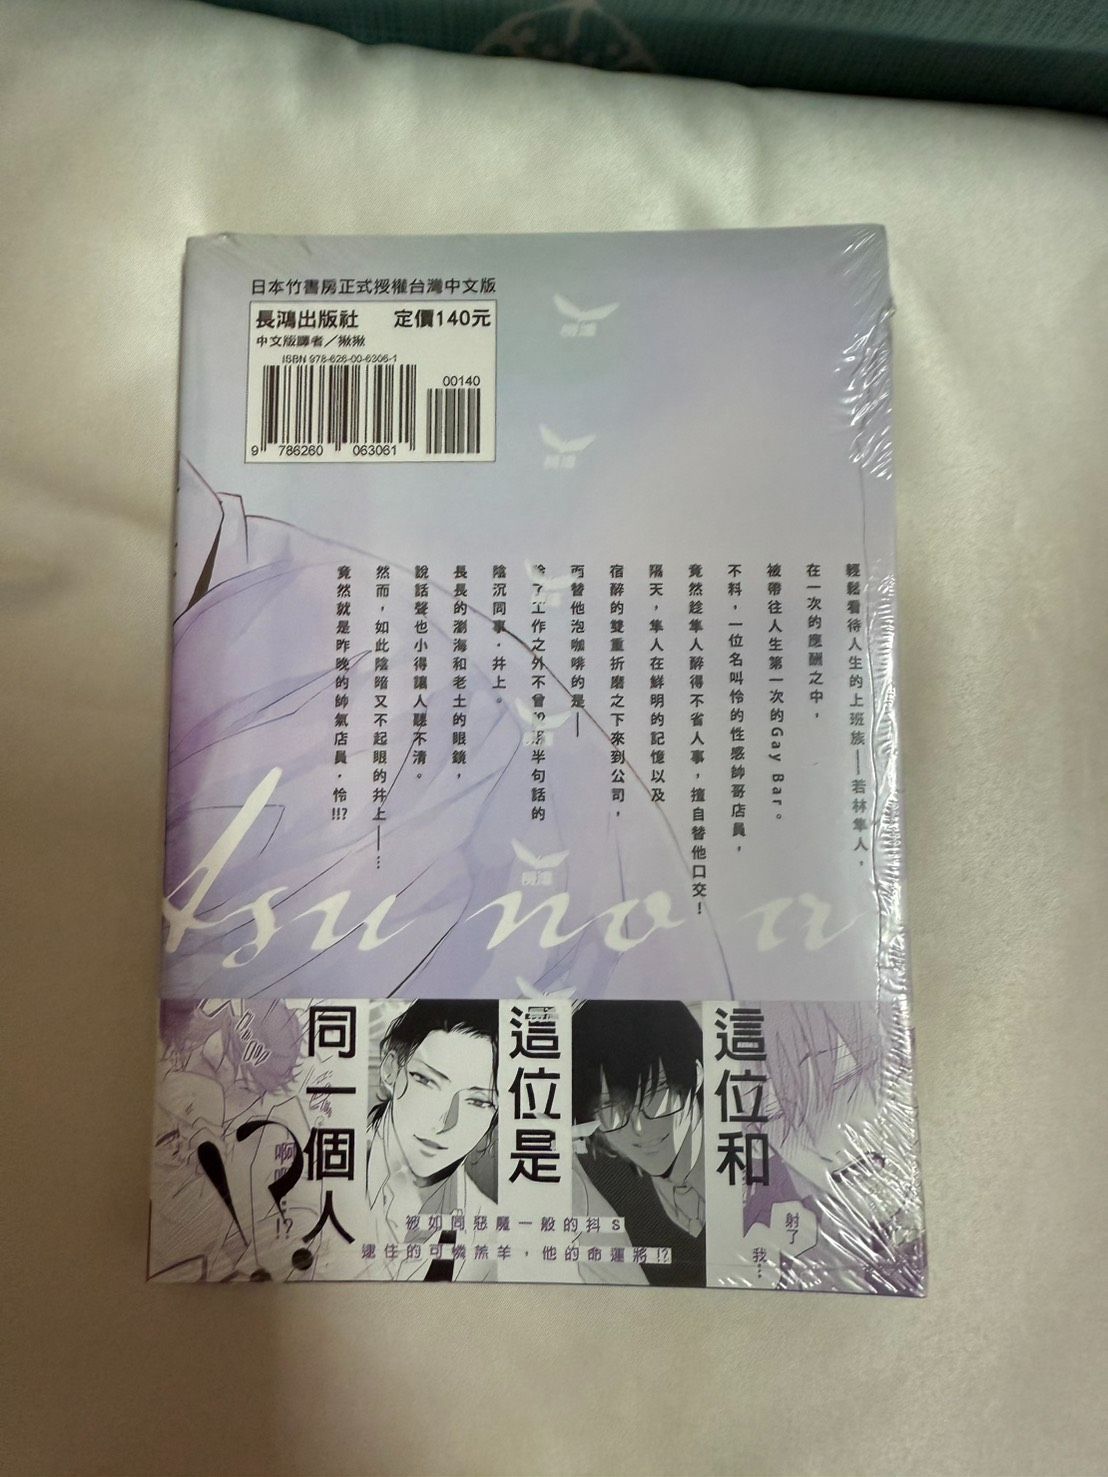 日本竹書房正式授權台灣中文版
長鴻出版社 定價140元
中文版譯者／揪揪
ISBN 978-626-00-6306-1
00140
9 786260 063061
長鴻
長鴻
長鴻
輕鬆看待人生的上班族——若林隼人，
在一次的應酬之中，
被帶往人生第一次的Gay Bar。
不料，一位名叫怜的性感帥哥店員，
竟然趁隼人醉得不省人事，擅自替他口交！
隔天，隼人在鮮明的記憶以及
宿醉的雙重折磨之下來到公司，
而替他泡咖啡的是——
除了工作之外不曾 半句話的
陰沉同事·井上。
長長的瀏海和老土的眼鏡，
說話聲也小得讓人聽不清。
然而，如此陰暗又不起眼的井上——…
竟然就是昨晚的帥氣店員·怜!!?
tsu no a
這位和
這位是
同一個人
!?
射了
我…
啊
!?
被如同惡魔一般的抖S
逮住的可憐羔羊，他的命運將!?